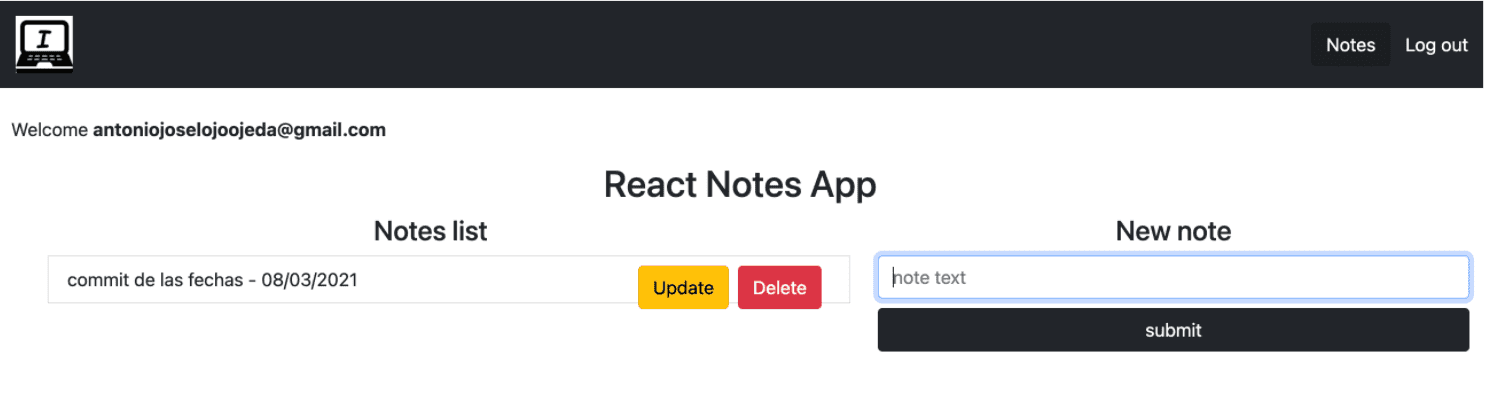 I
Notes Log out
Welcome antoniojoselojoojeda@gmail.com
React Notes App
Notes list
commit de las fechas - 08/03/2021
Update Delete
New note
note text
submit